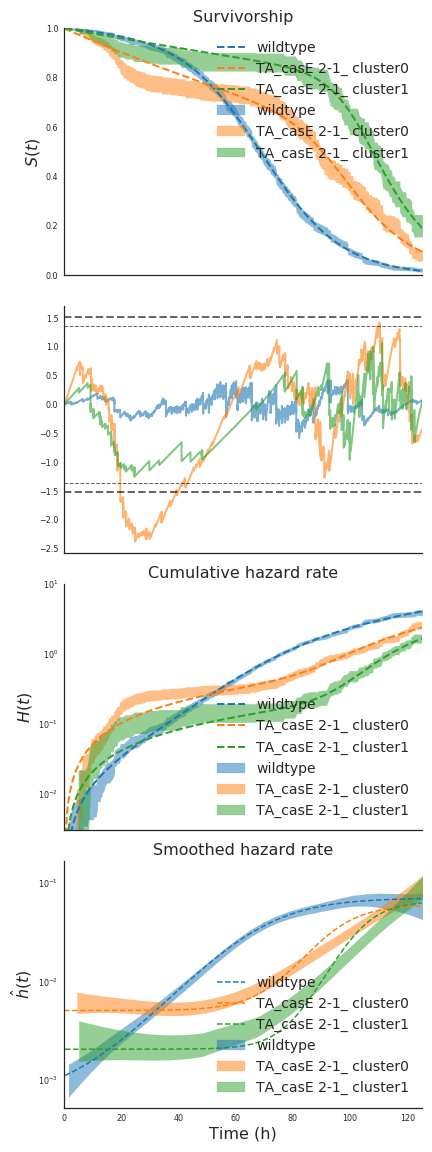 Survivorship
1.0
0.8
0.6
0.4
0.2
0.0
S(t)
wildtype
TA_casE 2-1_ cluster0
TA_casE 2-1_ cluster1
wildtype
TA_casE 2-1_ cluster0
TA_casE 2-1_ cluster1
1.5
1.0
0.5
0.0
−0.5
−1.0
−1.5
−2.0
−2.5
Cumulative hazard rate
10^1
10^0
10^−1
10^−2
H(t)
wildtype
TA_casE 2-1_ cluster0
TA_casE 2-1_ cluster1
wildtype
TA_casE 2-1_ cluster0
TA_casE 2-1_ cluster1
Smoothed hazard rate
10^−1
10^−2
10^−3
ĥ(t)
wildtype
TA_casE 2-1_ cluster0
TA_casE 2-1_ cluster1
wildtype
TA_casE 2-1_ cluster0
TA_casE 2-1_ cluster1
0 20 40 60 80 100 120
Time (h)